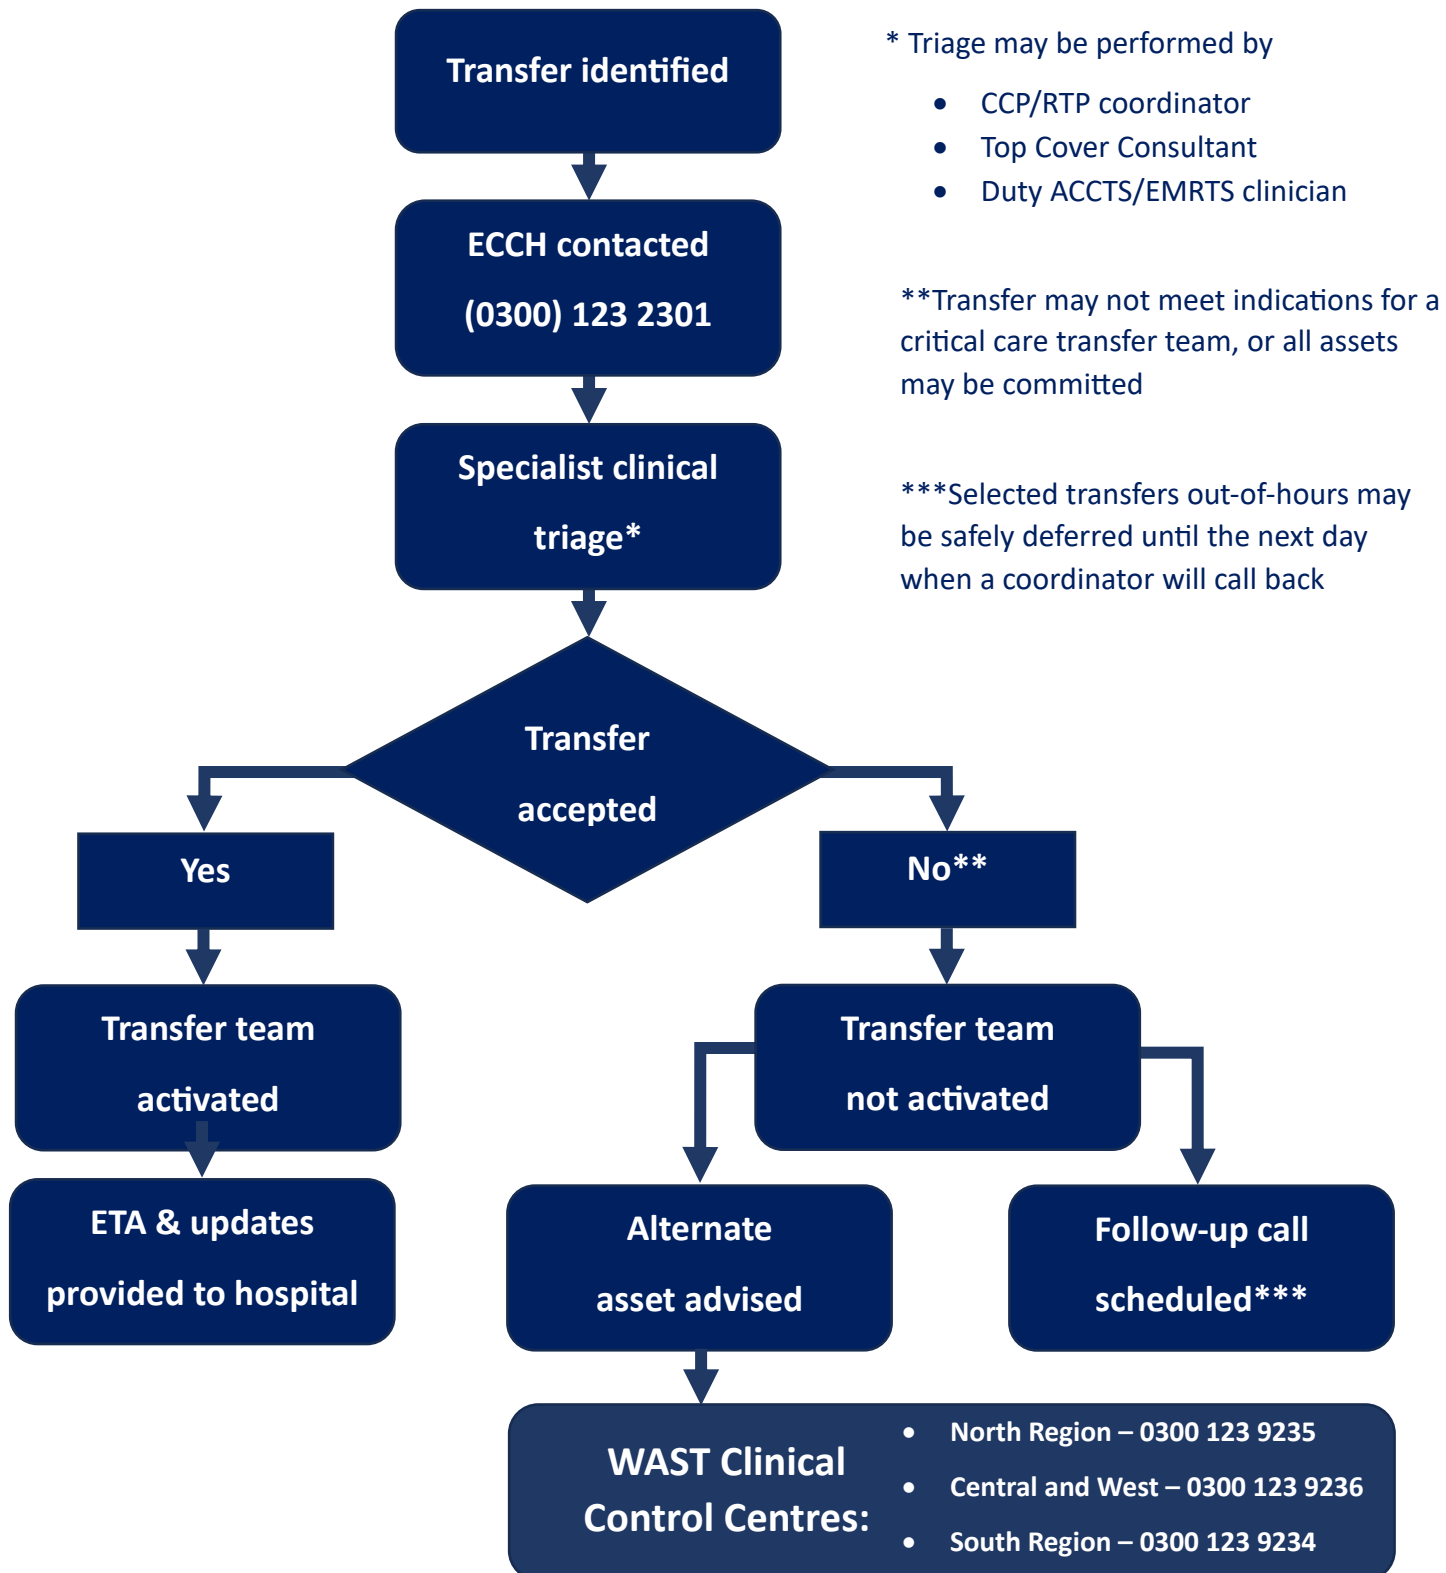 Transfer identified
* Triage may be performed by
• CCP/RTP coordinator
• Top Cover Consultant
• Duty ACCTS/EMRTS clinician
ECCH contacted
(0300) 123 2301
**Transfer may not meet indications for a
critical care transfer team, or all assets
may be committed
Specialist clinical
triage*
***Selected transfers out-of-hours may
be safely deferred until the next day
when a coordinator will call back
Transfer
accepted
Yes
No**
Transfer team
activated
Transfer team
not activated
ETA & updates
provided to hospital
Alternate
asset advised
Follow-up call
scheduled***
WAST Clinical
Control Centres:
• North Region – 0300 123 9235
• Central and West – 0300 123 9236
• South Region – 0300 123 9234